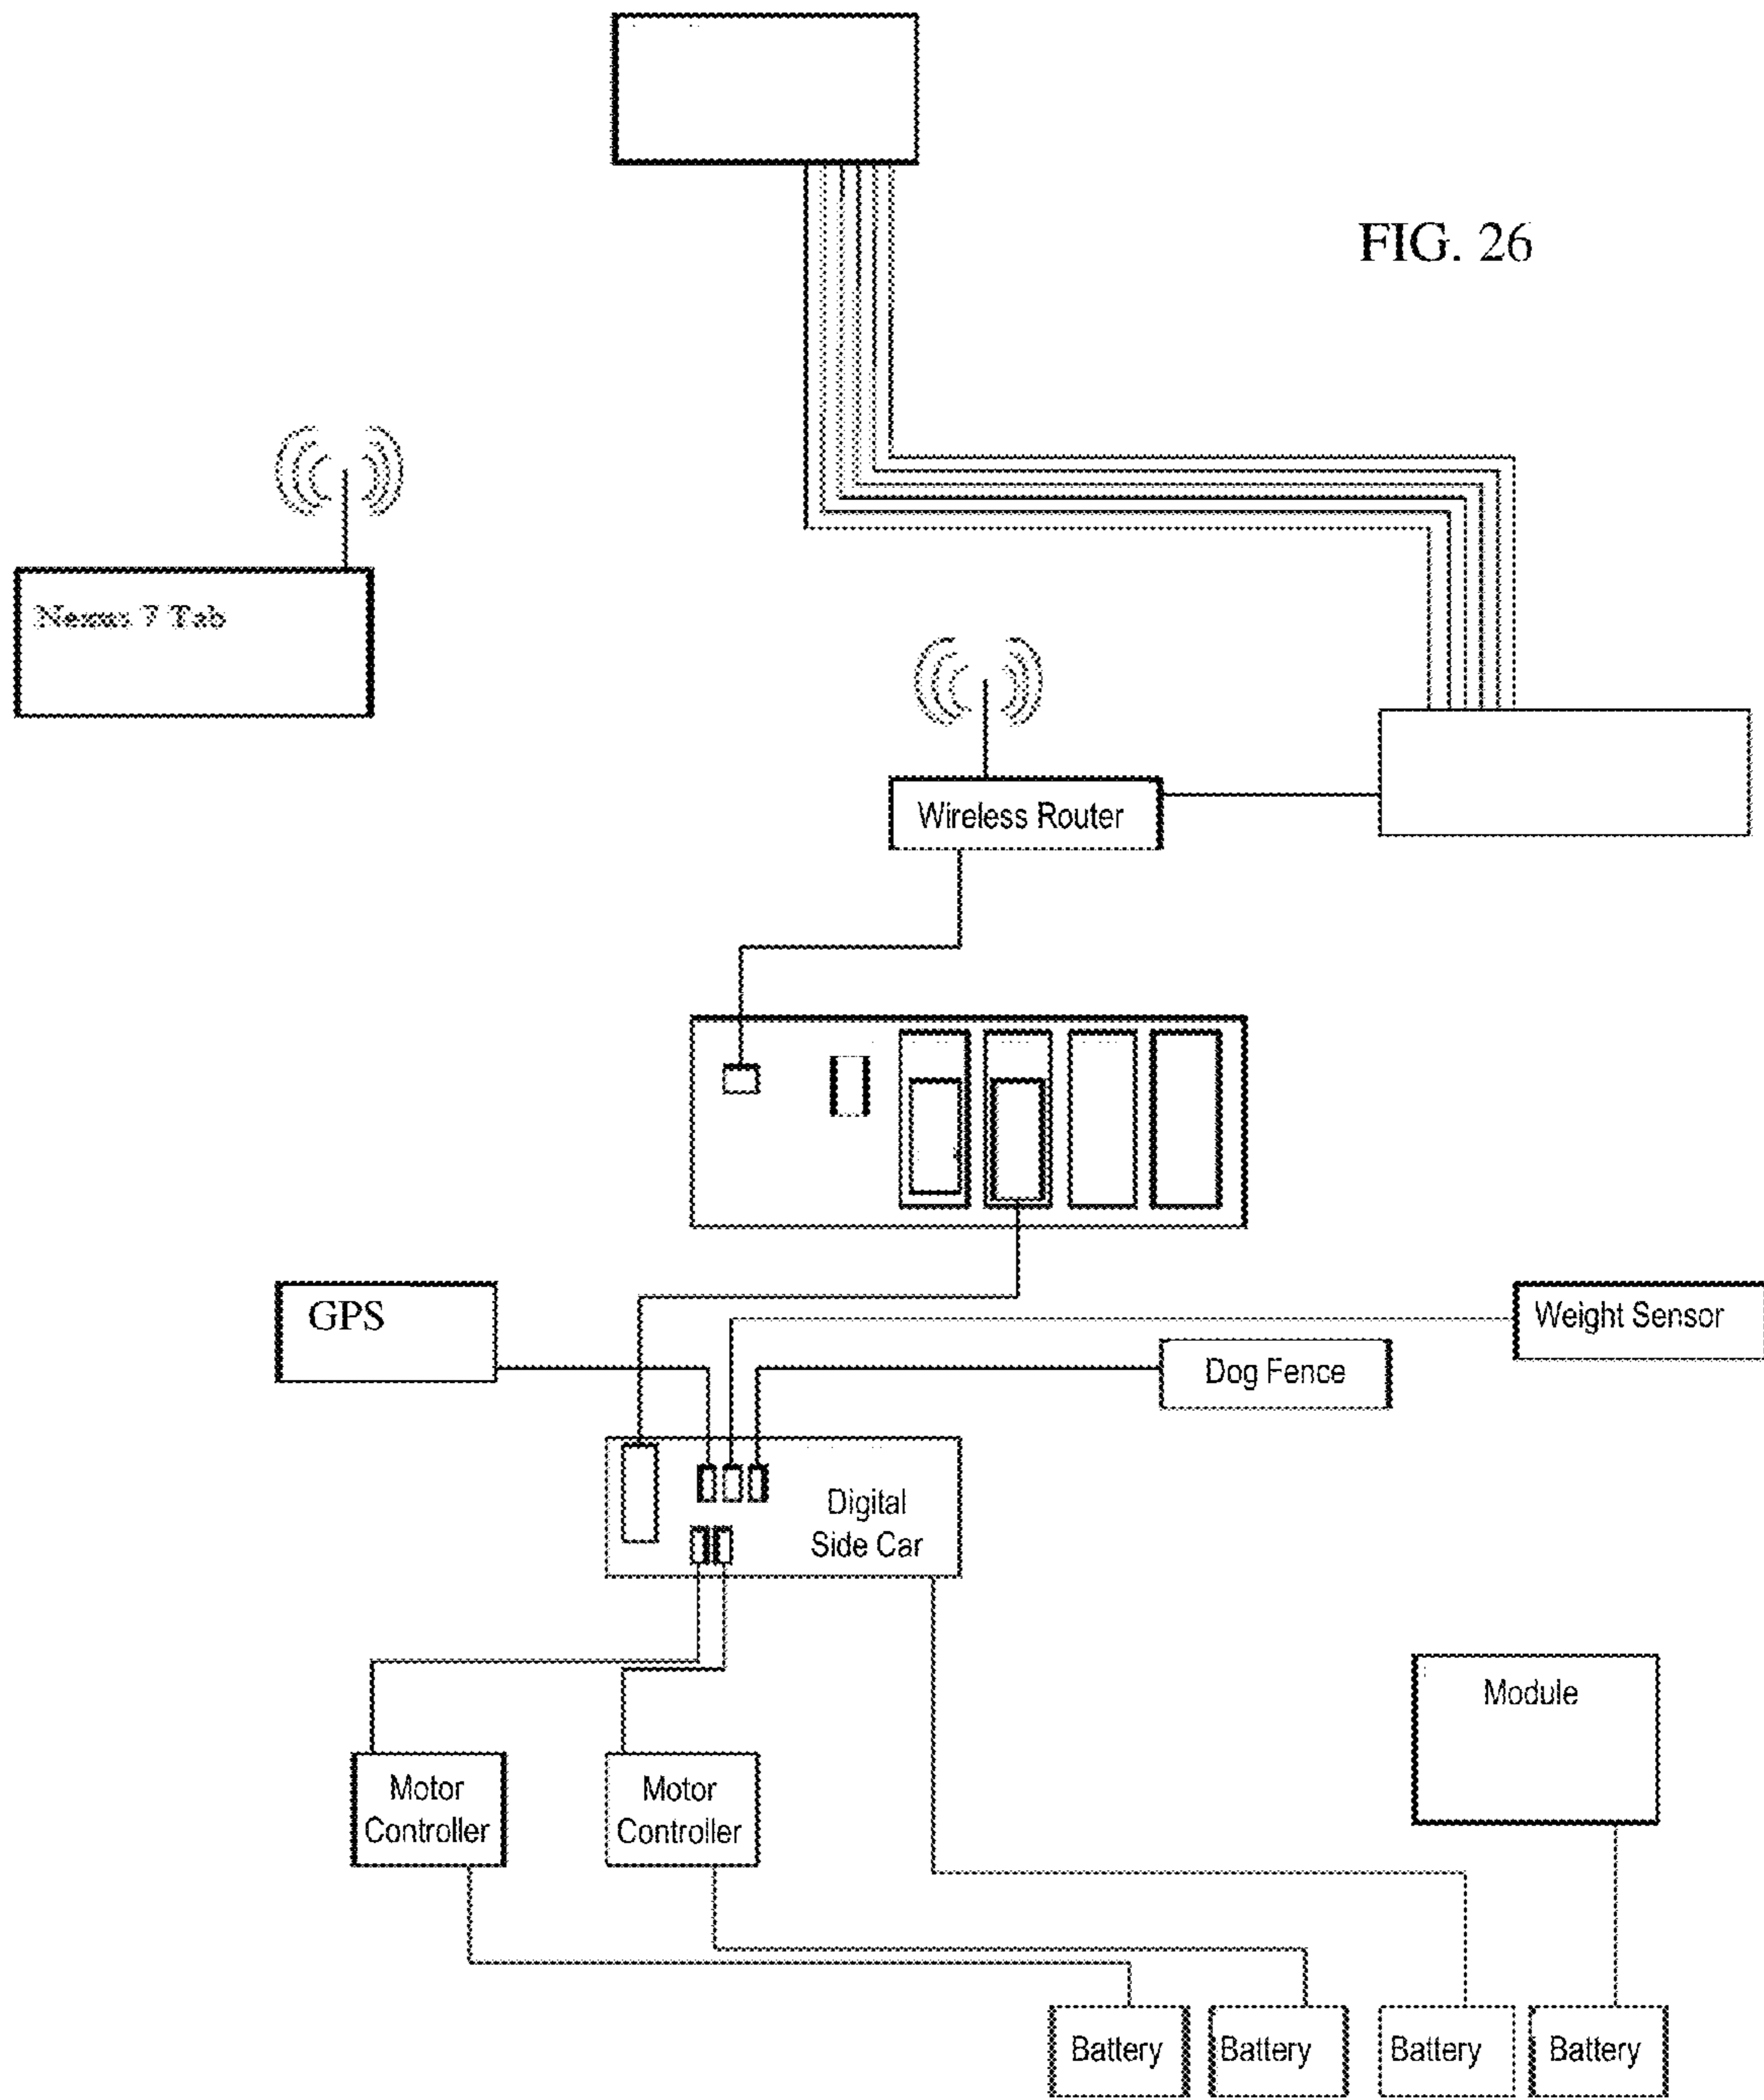 FIG. 26
Nexus 7 Tab
Wireless Router
GPS
Weight Sensor
Dog Fence
Digital
Side Car
Module
Motor
Controller
Motor
Controller
Battery
Battery
Battery
Battery